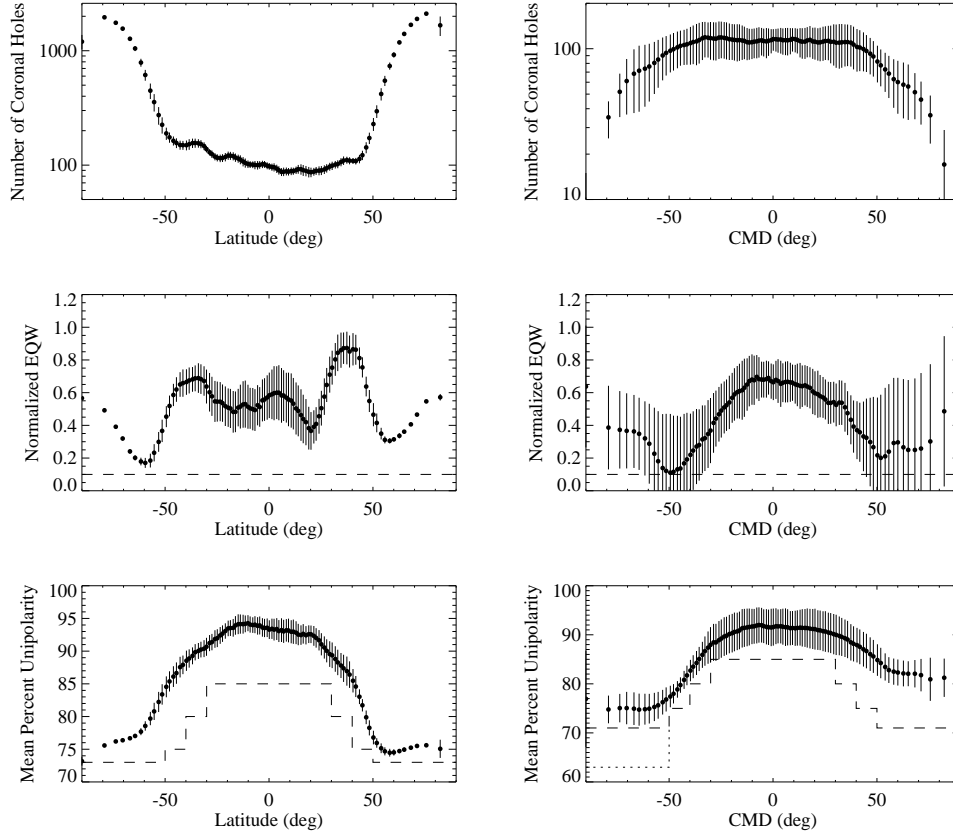 Number of Coronal Holes
1000
100
-50 0 50
Latitude (deg)
Number of Coronal Holes
100
10
-50 0 50
CMD (deg)
Normalized EQW
1.2
1.0
0.8
0.6
0.4
0.2
0.0
-50 0 50
Latitude (deg)
Normalized EQW
1.2
1.0
0.8
0.6
0.4
0.2
0.0
-50 0 50
CMD (deg)
Mean Percent Unipolarity
100
95
90
85
80
75
70
-50 0 50
Latitude (deg)
Mean Percent Unipolarity
100
90
80
70
60
-50 0 50
CMD (deg)